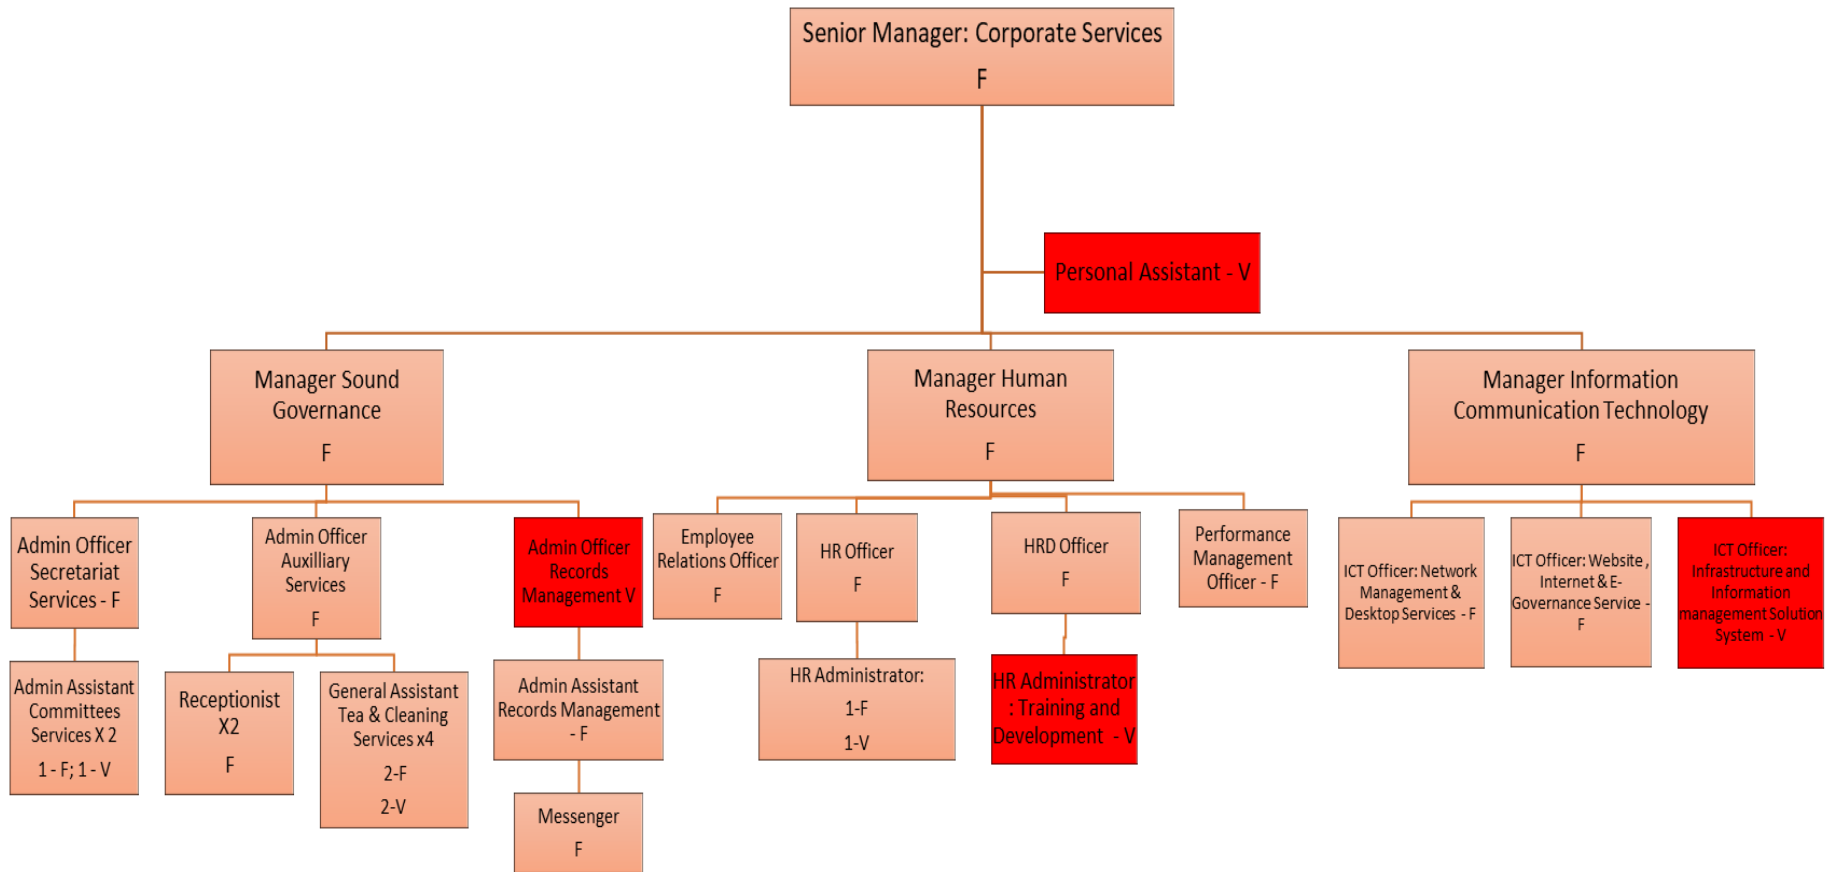 Senior Manager: Corporate Services
F
Personal Assistant - V
Manager Sound
Governance
F
Manager Human
Resources
F
Manager Information
Communication Technology
F
Admin Officer
Secretariat
Services - F
Admin Officer
Auxilliary
Services
F
Admin Officer
Records
Management V
Employee
Relations Officer
F
HR Officer
F
HRD Officer
F
Performance
Management
Officer - F
ICT Officer: Network
Management &
Desktop Services - F
ICT Officer: Website ,
Internet & E-
Governance Service -
F
ICT Officer:
Infrastructure and
Information
management Solution
System - V
Admin Assistant
Committees
Services X 2
1 - F; 1 - V
Receptionist
X2
F
General Assistant
Tea & Cleaning
Services x4
2-F
2-V
Admin Assistant
Records Management
- F
HR Administrator:
1-F
1-V
HR Administrator
: Training and
Development - V
Messenger
F